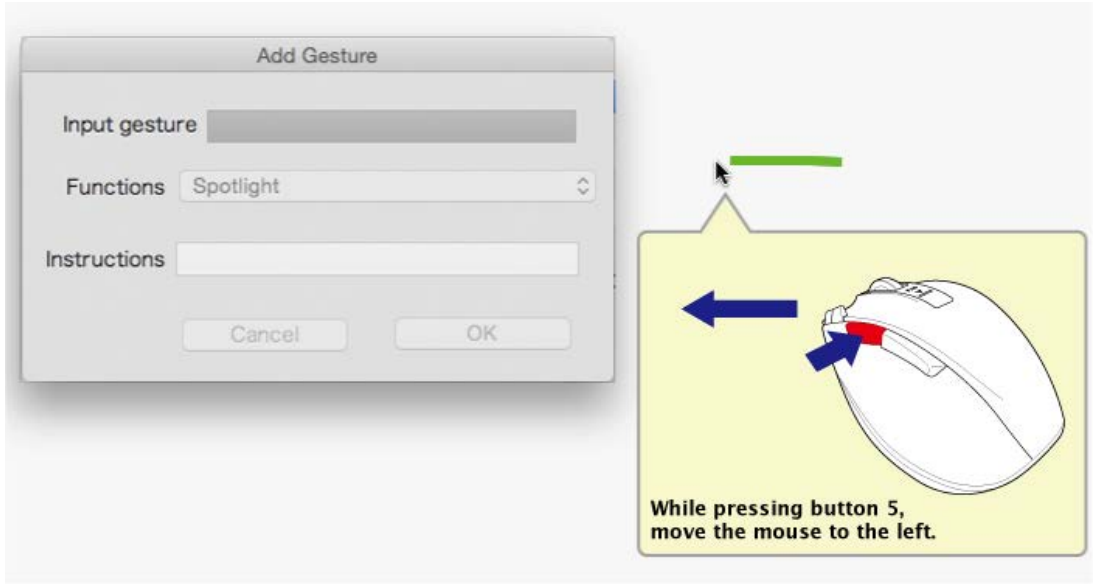 Add Gesture
Input gesture
Functions Spotlight
Instructions
Cancel OK
While pressing button 5,
move the mouse to the left.